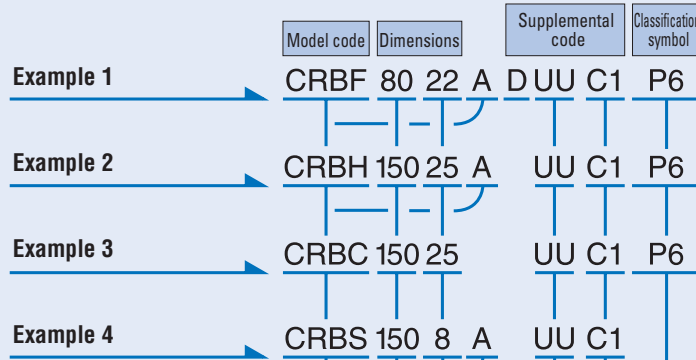 Model code Dimensions Supplemental code Classification symbol
Example 1 CRBF 80 22 A D UU C1 P6
Example 2 CRBH 150 25 A UU C1 P6
Example 3 CRBC 150 25 UU C1 P6
Example 4 CRBS 150 8 A UU C1